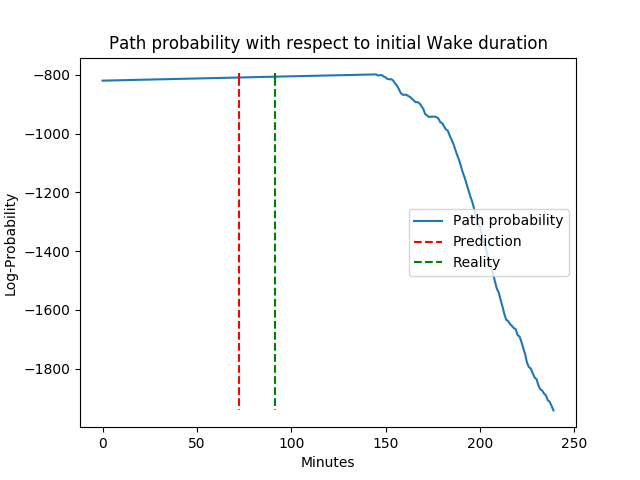 Path probability with respect to initial Wake duration
−800
−1000
−1200
−1400
−1600
−1800
Log-Probability
Path probability
Prediction
Reality
0 50 100 150 200 250
Minutes